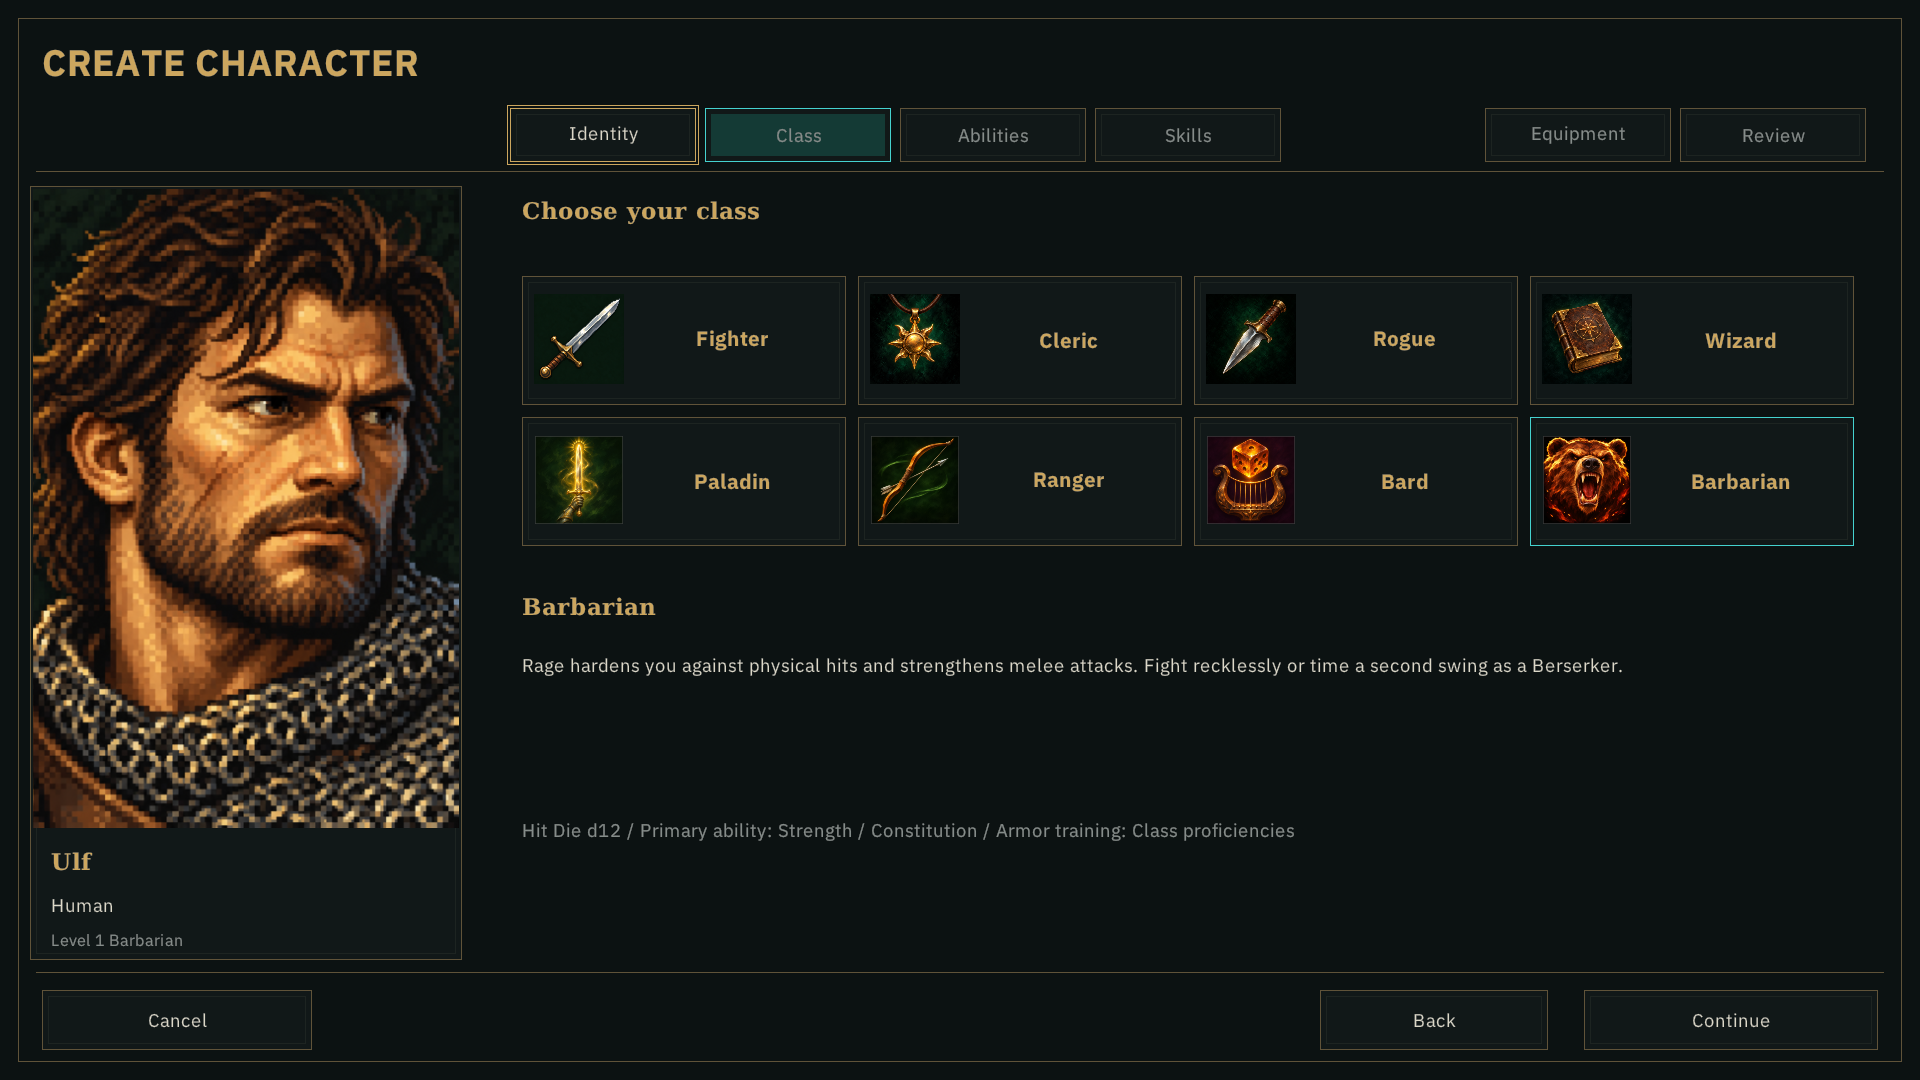 CREATE CHARACTER
Identity
Class
Abilities
Skills
Equipment
Review
Choose your class
Fighter
Cleric
Rogue
Wizard
Paladin
Ranger
Bard
Barbarian
Barbarian
Rage hardens you against physical hits and strengthens melee attacks. Fight recklessly or time a second swing as a Berserker.
Hit Die d12 / Primary ability: Strength / Constitution / Armor training: Class proficiencies
Ulf
Human
Level 1 Barbarian
Cancel
Back
Continue